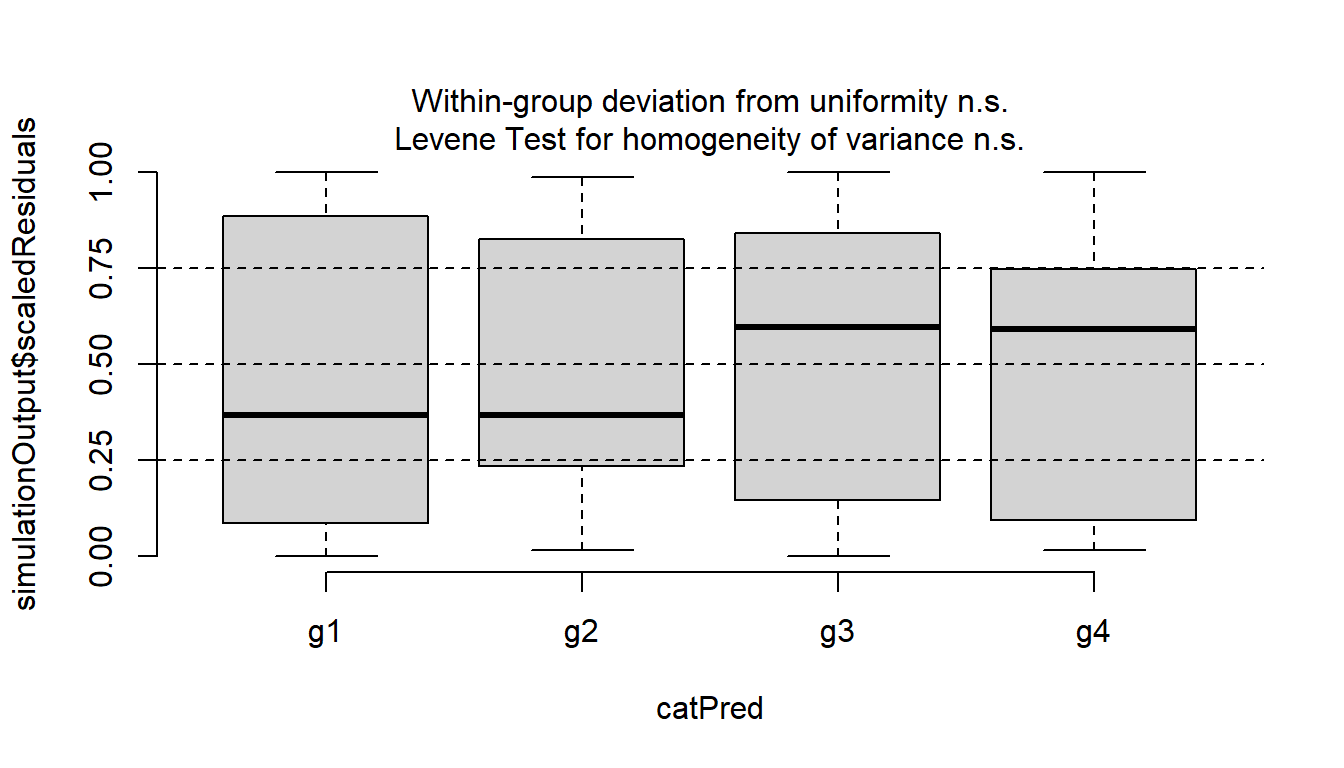 Within-group deviation from uniformity n.s.
Levene Test for homogeneity of variance n.s.
simulationOutput$scaledResiduals
1.00
0.75
0.50
0.25
0.00
g1 g2 g3 g4
catPred